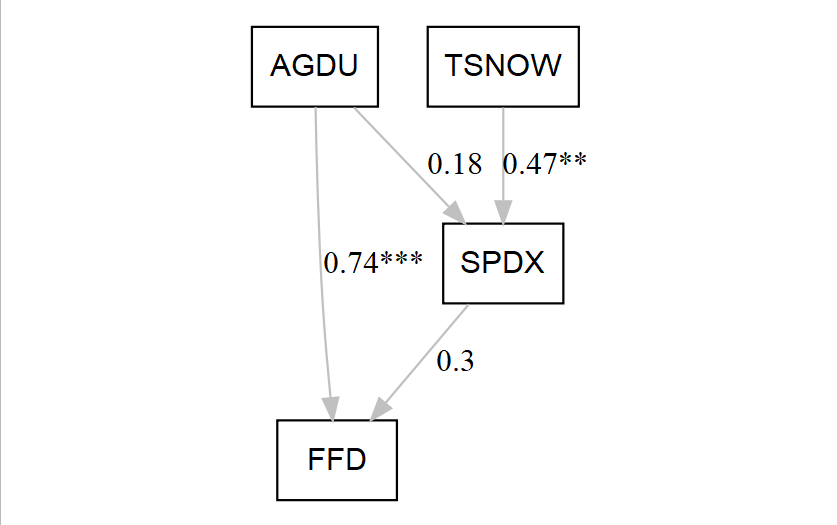 AGDU
TSNOW
0.18
0.47**
0.74***
SPDX
0.3
FFD